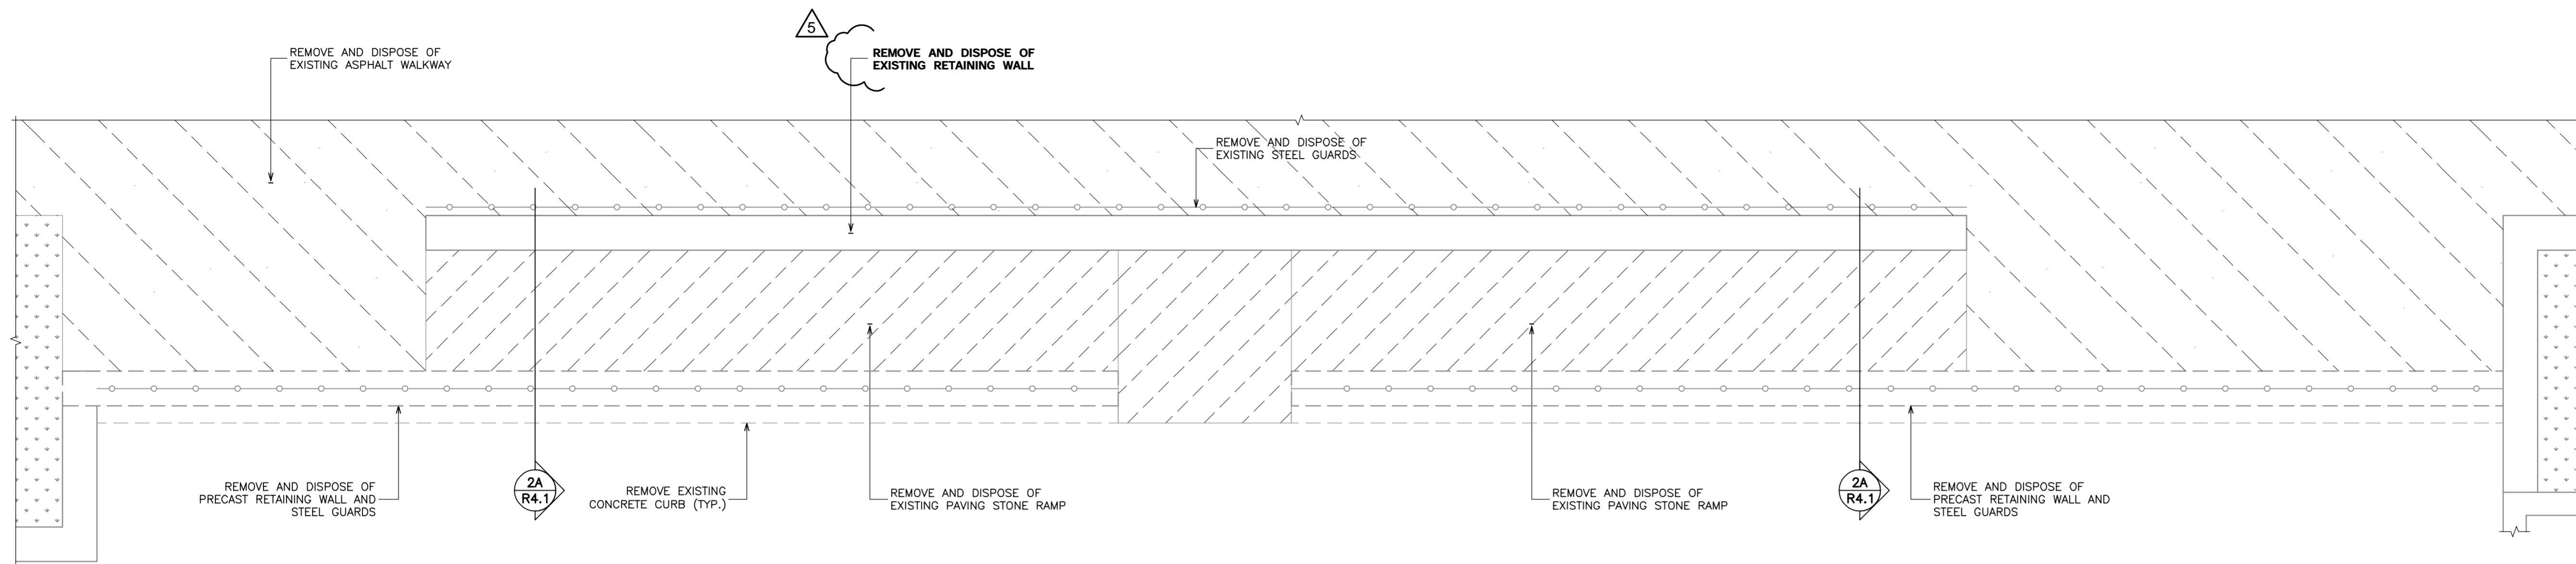 5
REMOVE AND DISPOSE OF
EXISTING ASPHALT WALKWAY
REMOVE AND DISPOSE OF
EXISTING RETAINING WALL
REMOVE AND DISPOSE OF
EXISTING STEEL GUARDS
REMOVE AND DISPOSE OF
PRECAST RETAINING WALL AND
STEEL GUARDS
2A
R4.1
REMOVE EXISTING
CONCRETE CURB (TYP.)
REMOVE AND DISPOSE OF
EXISTING PAVING STONE RAMP
REMOVE AND DISPOSE OF
EXISTING PAVING STONE RAMP
2A
R4.1
REMOVE AND DISPOSE OF
PRECAST RETAINING WALL AND
STEEL GUARDS